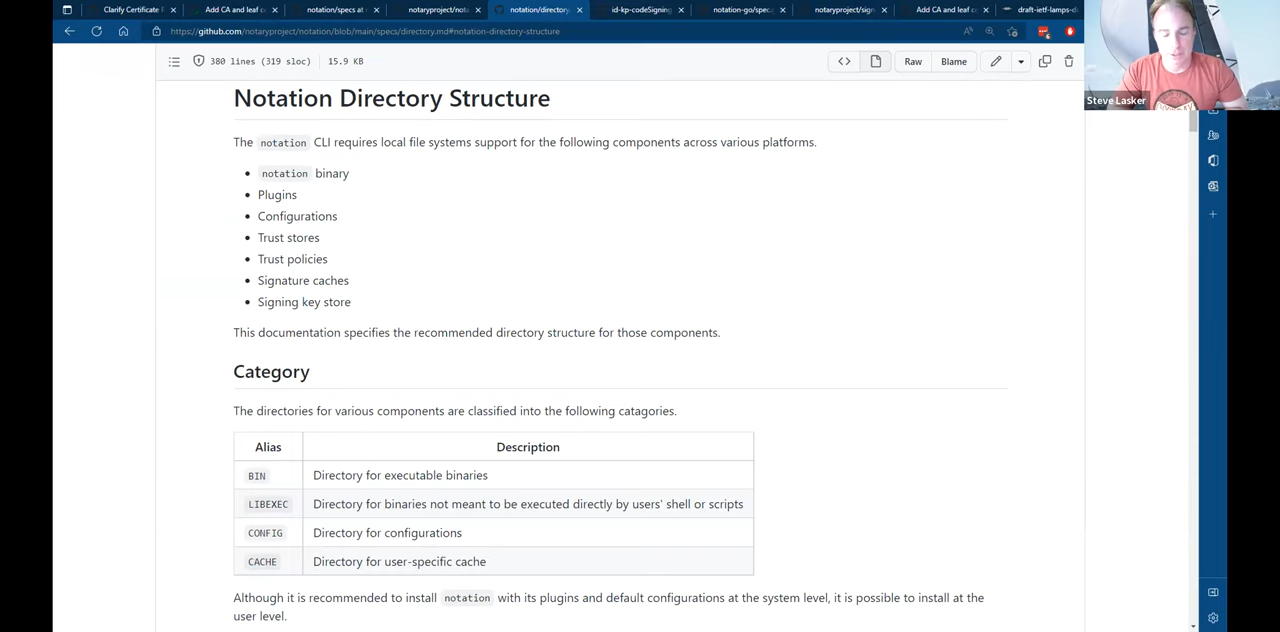 Clarify Certificate F
Add CA and leaf ce
notation/specs at
notaryproject/nota
notation/directory.
id-kp-codeSigning
notation-go/spec
notaryproject/sign
Add CA and leaf ce
draft-ietf-lamps-d
https://github.com/notaryproject/notation/blob/main/specs/directory.md#notation-directory-structure
380 lines (319 sloc) 15.9 KB
Raw
Blame
Steve Lasker
Notation Directory Structure
The notation CLI requires local file systems support for the following components across various platforms.
• notation binary
• Plugins
• Configurations
• Trust stores
• Trust policies
• Signature caches
• Signing key store
This documentation specifies the recommended directory structure for those components.
Category
The directories for various components are classified into the following catagories.
Alias Description
BIN Directory for executable binaries
LIBEXEC Directory for binaries not meant to be executed directly by users' shell or scripts
CONFIG Directory for configurations
CACHE Directory for user-specific cache
Although it is recommended to install notation with its plugins and default configurations at the system level, it is possible to install at the
user level.